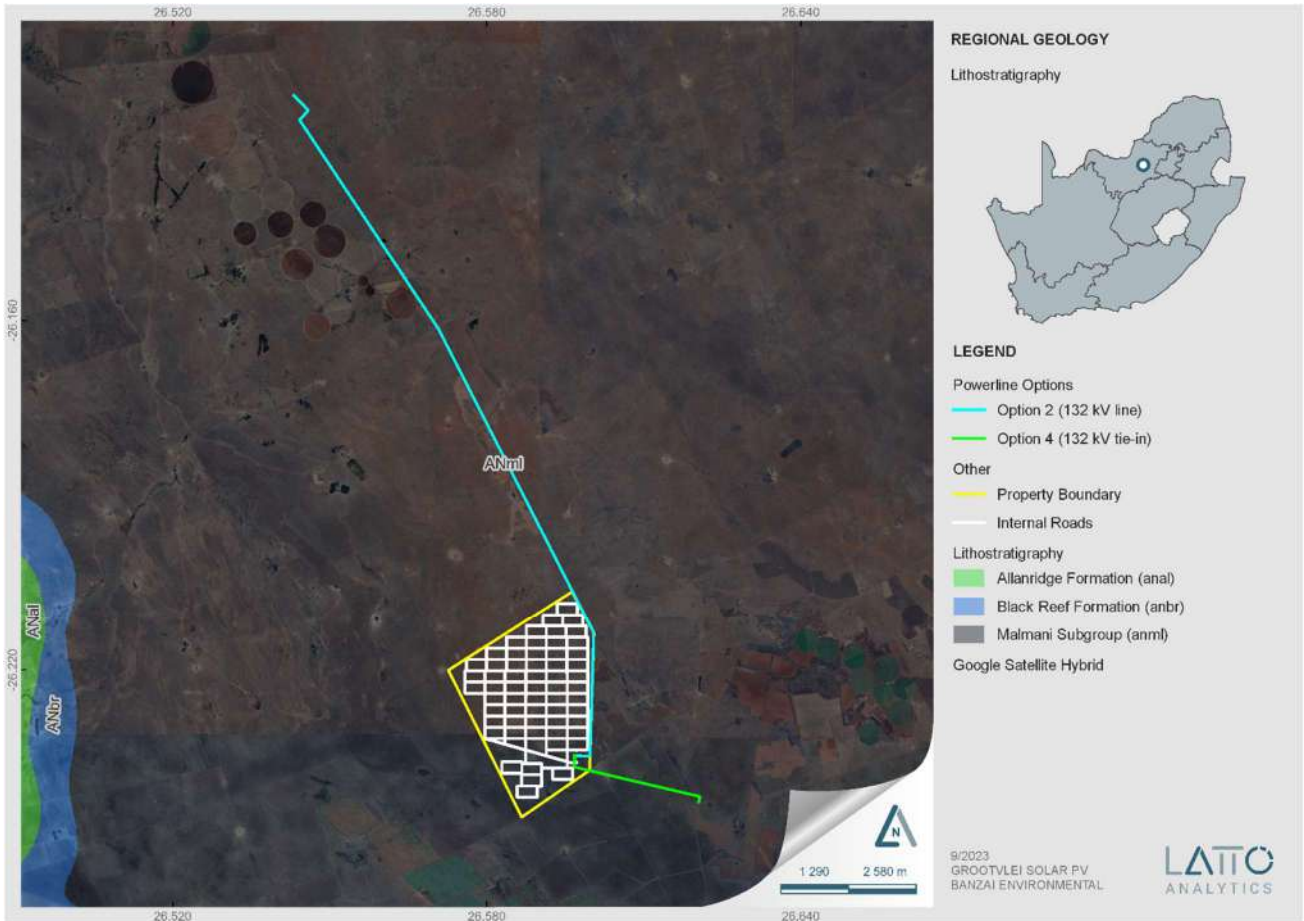 26.520
26.580
26.640
-26.160
-26.220
ANml
ANal
ANbr
26.520
26.580
26.640
REGIONAL GEOLOGY
Lithostratigraphy
LEGEND
Powerline Options
Option 2 (132 kV line)
Option 4 (132 kV tie-in)
Other
Property Boundary
Internal Roads
Lithostratigraphy
Allanridge Formation (anal)
Black Reef Formation (anbr)
Malmani Subgroup (anml)
Google Satellite Hybrid
N
1 290
2 580 m
9/2023
GROOTVLEI SOLAR PV
BANZAI ENVIRONMENTAL
LATTO
ANALYTICS